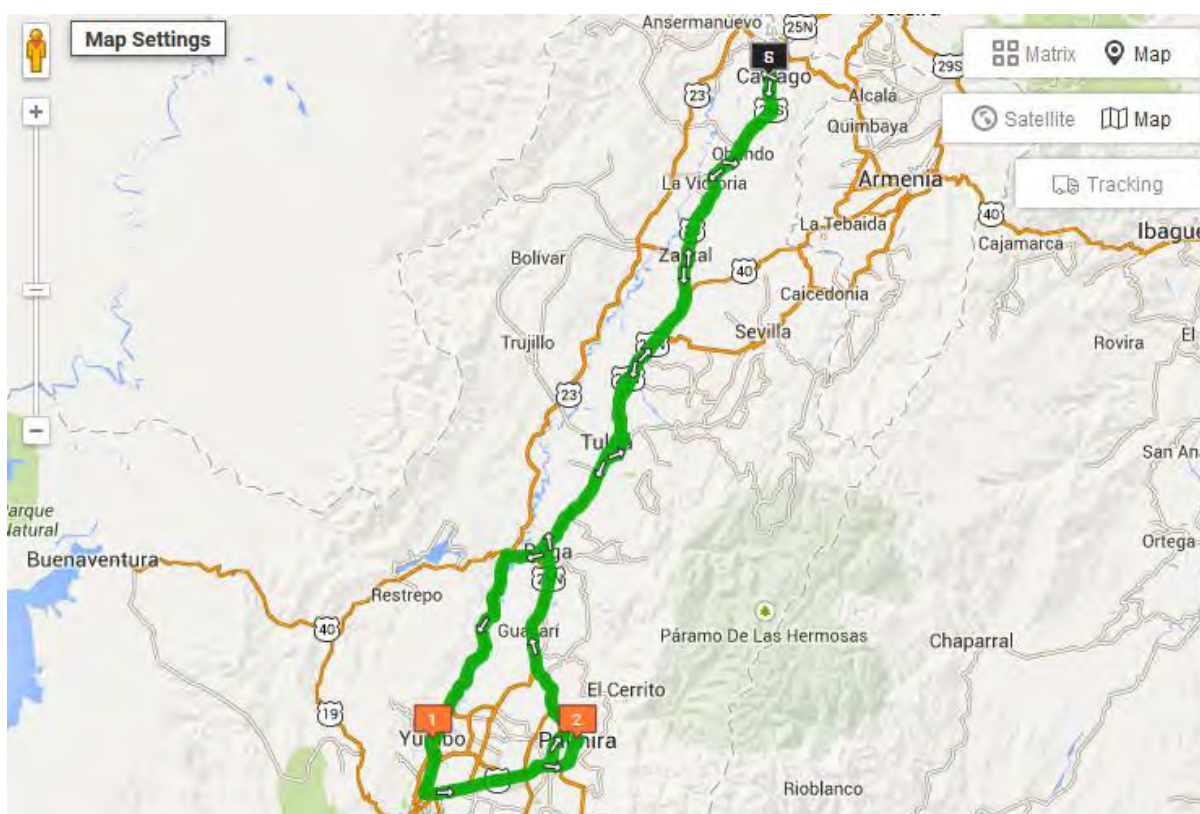 Map Settings
Ansermanuevo
25N
Matrix
Map
29S
23
Alcalá
Satellite
Map
Quimbaya
La Victoria
Armenia
Tracking
40
La Tebaida
Cajamarca
Ibague
Bolívar
40
Caicedonia
Sevilla
Trujillo
Rovira
El
23
San An
arque
Natural
Buenaventura
Ortega
Restrepo
40
Páramo De Las Hermosas
Chaparral
El Cerrito
19
1
2
Rioblanco